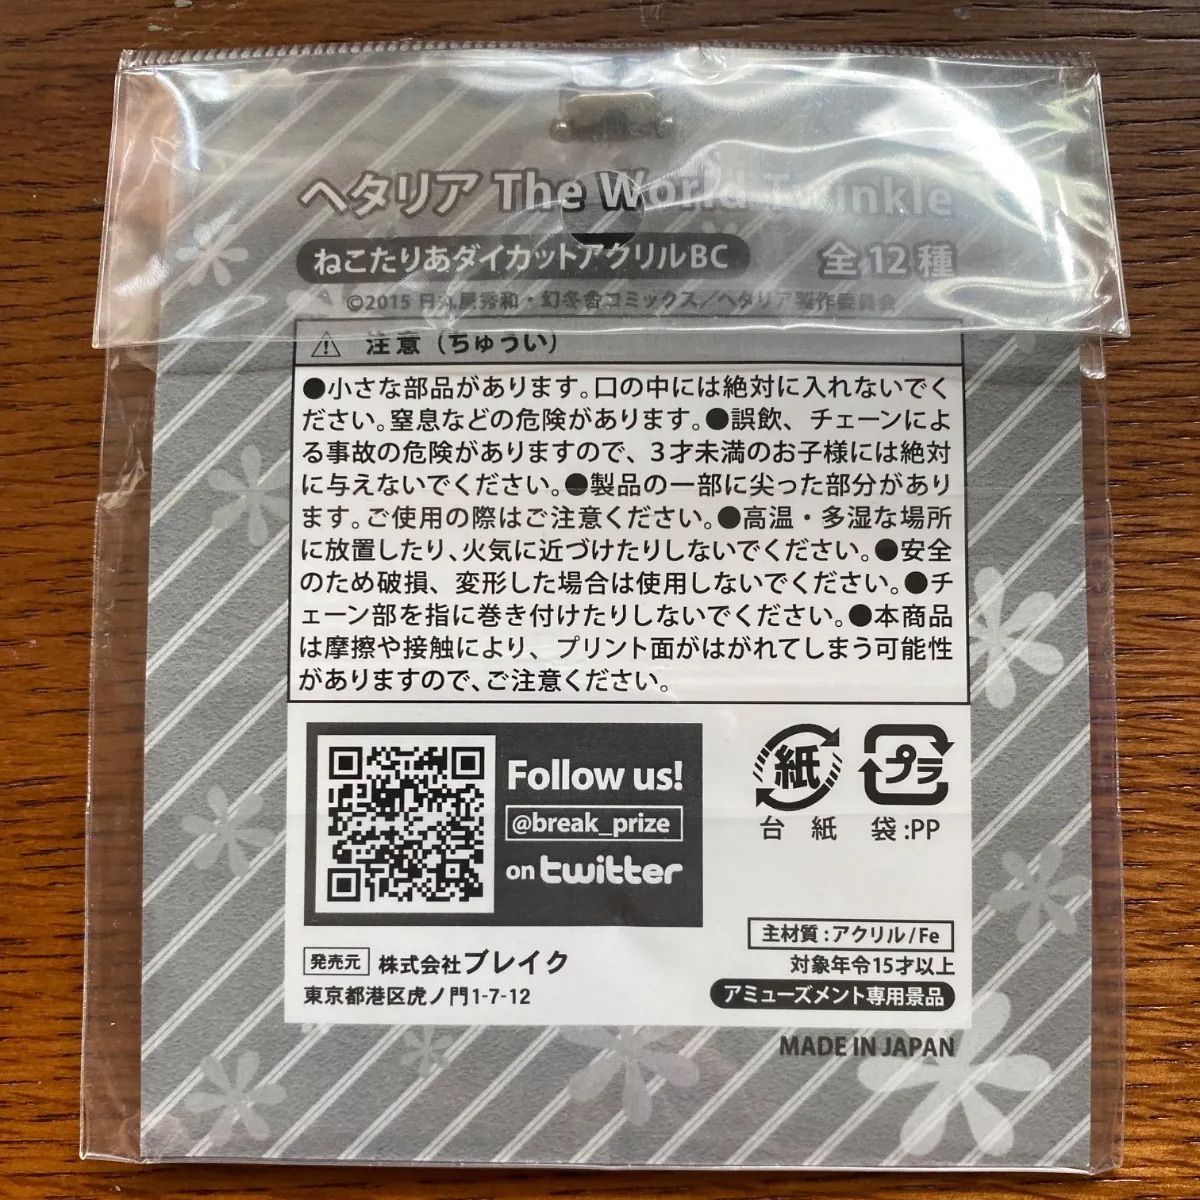 ヘタリア The World Twinkle
ねこたりあダイカットアクリルBC 全12種
©2015 日丸屋秀和・幻冬舎コミックス／ヘタリア製作委員会
注意（ちゅうい）
●小さな部品があります。口の中には絶対に入れないでく
ださい。窒息などの危険があります。●誤飲、チェーンによ
る事故の危険がありますので、3才未満のお子様には絶対
に与えないでください。●製品の一部に尖った部分があり
ます。ご使用の際はご注意ください。●高温・多湿な場所
に放置したり、火気に近づけたりしないでください。●安全
のため破損、変形した場合は使用しないでください。●チ
ェーン部を指に巻き付けたりしないでください。●本商品
は摩擦や接触により、プリント面がはがれてしまう可能性
がありますので、ご注意ください。
Follow us!
@break_prize
on twitter
紙 プラ
台紙 袋:PP
主材質:アクリル/Fe
発売元 株式会社ブレイク
対象年令15才以上
東京都港区虎ノ門1-7-12
アミューズメント専用景品
MADE IN JAPAN